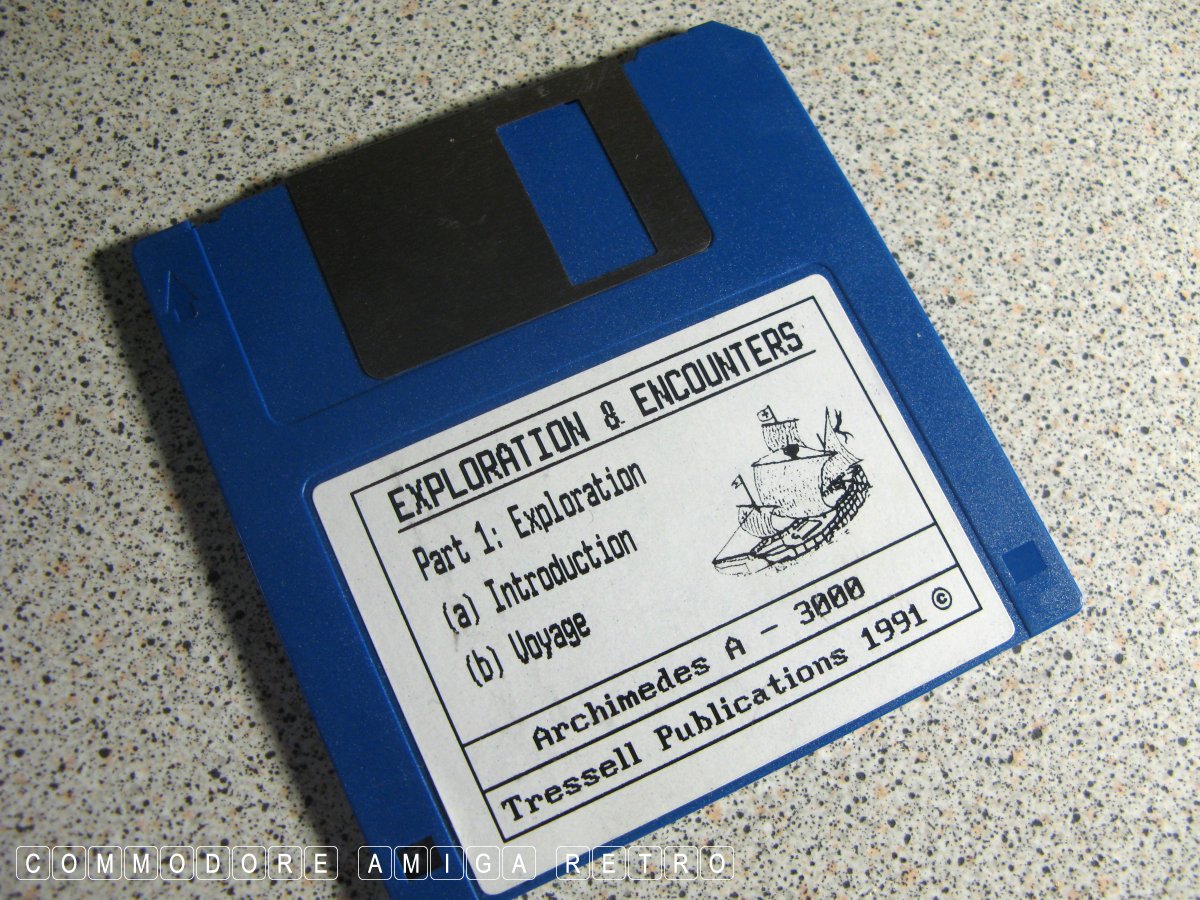 EXPLORATION & ENCOUNTERS
Part 1: Exploration
(a) Introduction
(b) Voyage
Archimedes A - 3000
Tressell Publications 1991 ©
COMMODORE AMIGA RETRO